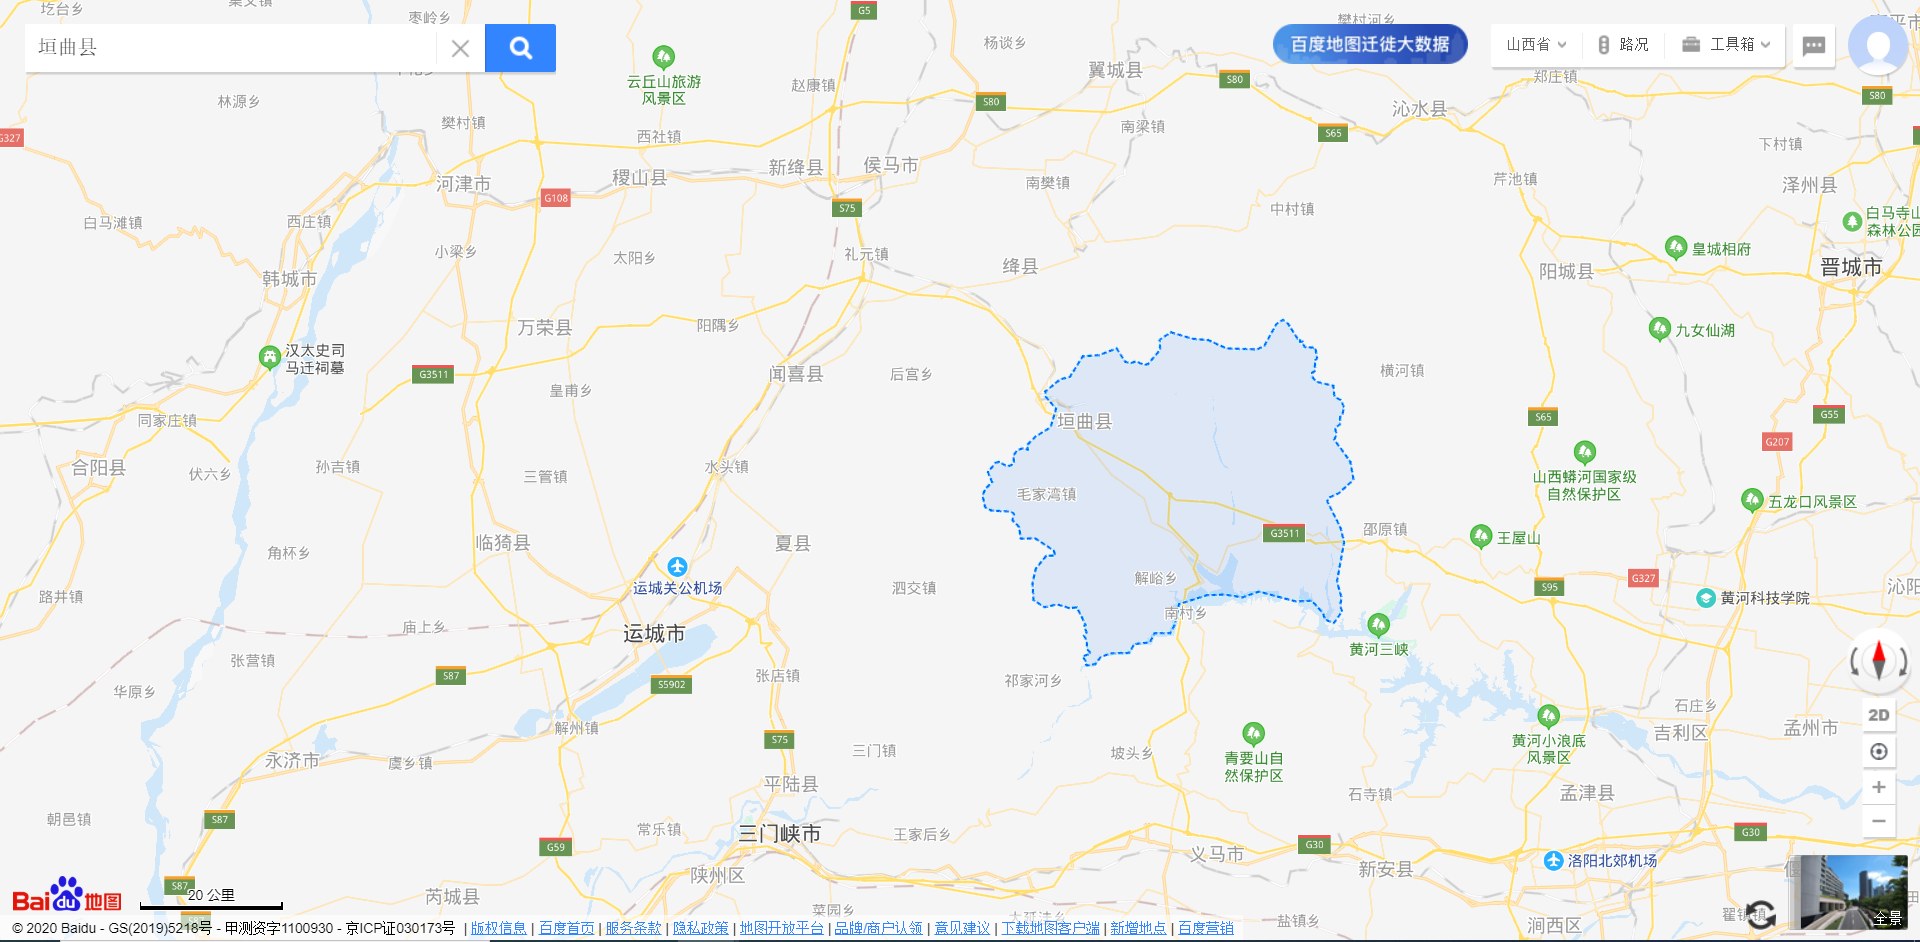 圪台乡
集义镇
枣岭乡
G5
樊村河乡
垣曲县
百度地图迁徙大数据
山西省
路况
工具箱
杨谈乡
翼城县
云丘山旅游
风景区
赵康镇
S80
S80
郑庄镇
S80
林源乡
樊村镇
西社镇
南梁镇
S65
沁水县
下村镇
G327
河津市
G108
稷山县
新绛县
侯马市
南樊镇
芹池镇
泽州县
S75
中村镇
白马寺山
森林公园
白马滩镇
西庄镇
小梁乡
太阳乡
礼元镇
绛县
皇城相府
阳城县
晋城市
韩城市
万荣县
阳隅乡
九女仙湖
汉太史司
马迁祠墓
G3511
闻喜县
后宫乡
横河镇
皇甫乡
同家庄镇
垣曲县
S65
G55
G207
合阳县
伏六乡
孙吉镇
三管镇
水头镇
毛家湾镇
山西蟒河国家级
自然保护区
五龙口风景区
G3511
邵原镇
王屋山
角杯乡
临猗县
夏县
运城关公机场
泗交镇
解峪乡
S95
G327
沁阳
路井镇
黄河科技学院
南村乡
庙上乡
运城市
黄河三峡
张营镇
S87
S5902
张店镇
祁家河乡
华原乡
2D
石庄乡
解州镇
S75
三门镇
坡头乡
青要山自
然保护区
黄河小浪底
风景区
吉利区
孟州市
永济市
虞乡镇
平陆县
石寺镇
孟津县
朝邑镇
S87
常乐镇
三门峡市
王家后乡
G59
G30
G30
义马市
新安县
洛阳北郊机场
S87
20 公里
芮城县
陕州区
菜园乡
盐镇乡
涧西区
全景
Bai du 地图
© 2020 Baidu - GS(2019)5218号 - 甲测资字1100930 - 京ICP证030173号 | 版权信息 | 百度首页 | 服务条款 | 隐私政策 | 地图开放平台 | 品牌/商户认领 | 意见建议 | 下载地图客户端 | 新增地点 | 百度营销